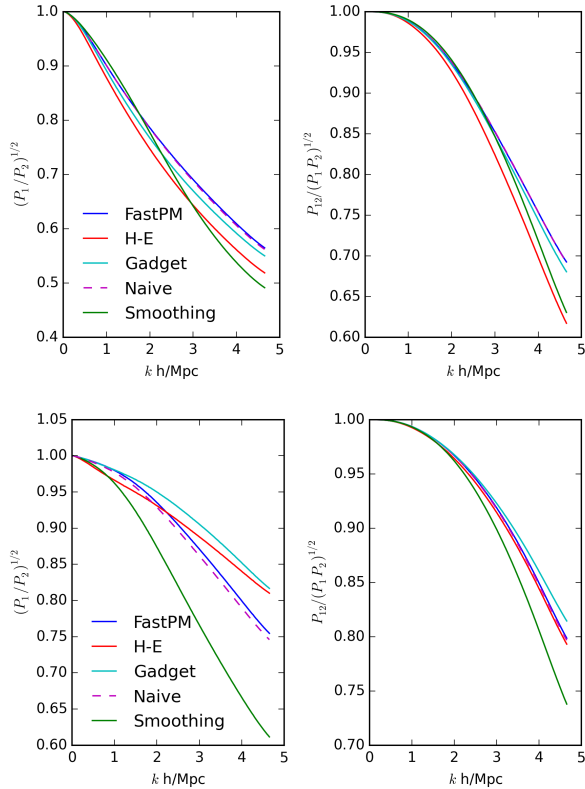 1.0
0.9
0.8
0.7
0.6
0.5
0.4
(P₁/P₂)^{1/2}
FastPM
H-E
Gadget
Naive
Smoothing
0 1 2 3 4 5
k h/Mpc
1.00
0.95
0.90
0.85
0.80
0.75
0.70
0.65
0.60
P₁₂/(P₁P₂)^{1/2}
0 1 2 3 4 5
k h/Mpc
1.05
1.00
0.95
0.90
0.85
0.80
0.75
0.70
0.65
0.60
(P₁/P₂)^{1/2}
FastPM
H-E
Gadget
Naive
Smoothing
0 1 2 3 4 5
k h/Mpc
1.00
0.95
0.90
0.85
0.80
0.75
0.70
P₁₂/(P₁P₂)^{1/2}
0 1 2 3 4 5
k h/Mpc